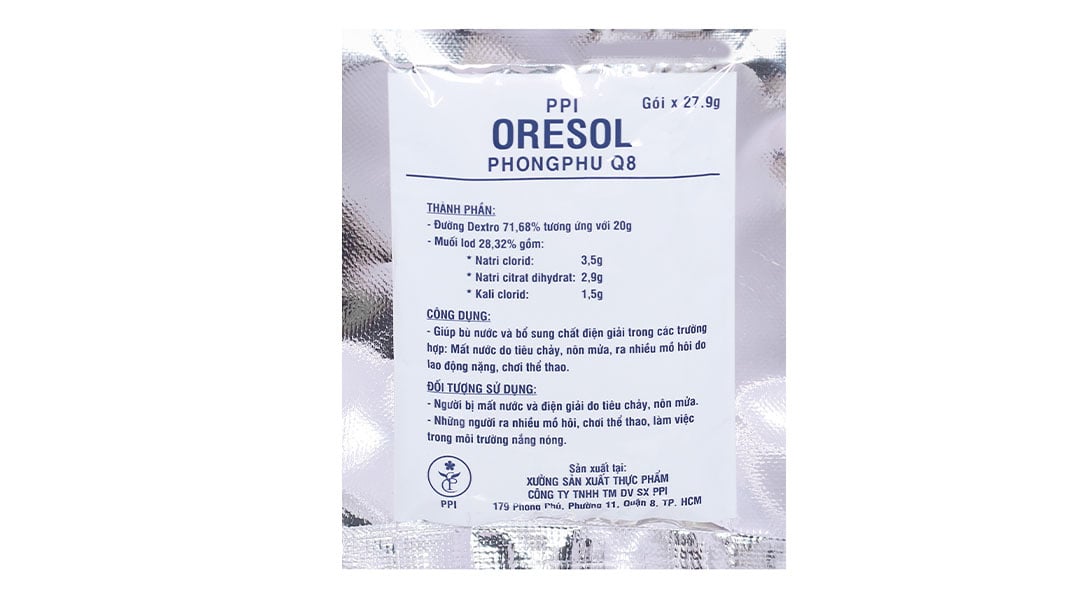 PPI
Gói x 27.9g
ORESOL
PHONGPHU Q8
THÀNH PHẦN:
- Đường Dextro 71,68% tương ứng với 20g
- Muối Iod 28,32% gồm:
* Natri clorid: 3,5g
* Natri citrat dihydrat: 2,9g
* Kali clorid: 1,5g
CÔNG DỤNG:
- Giúp bù nước và bổ sung chất điện giải trong các trường
hợp: Mất nước do tiêu chảy, nôn mửa, ra nhiều mồ hôi do
lao động nặng, chơi thể thao.
ĐỐI TƯỢNG SỬ DỤNG:
- Người bị mất nước và điện giải do tiêu chảy, nôn mửa.
- Những người ra nhiều mồ hôi, chơi thể thao, làm việc
trong môi trường nắng nóng.
PPI
Sản xuất tại:
XƯỞNG SẢN XUẤT THỰC PHẨM
CÔNG TY TNHH TM DV SX PPI
179 Phong Phú, Phường 11, Quận 8, TP. HCM